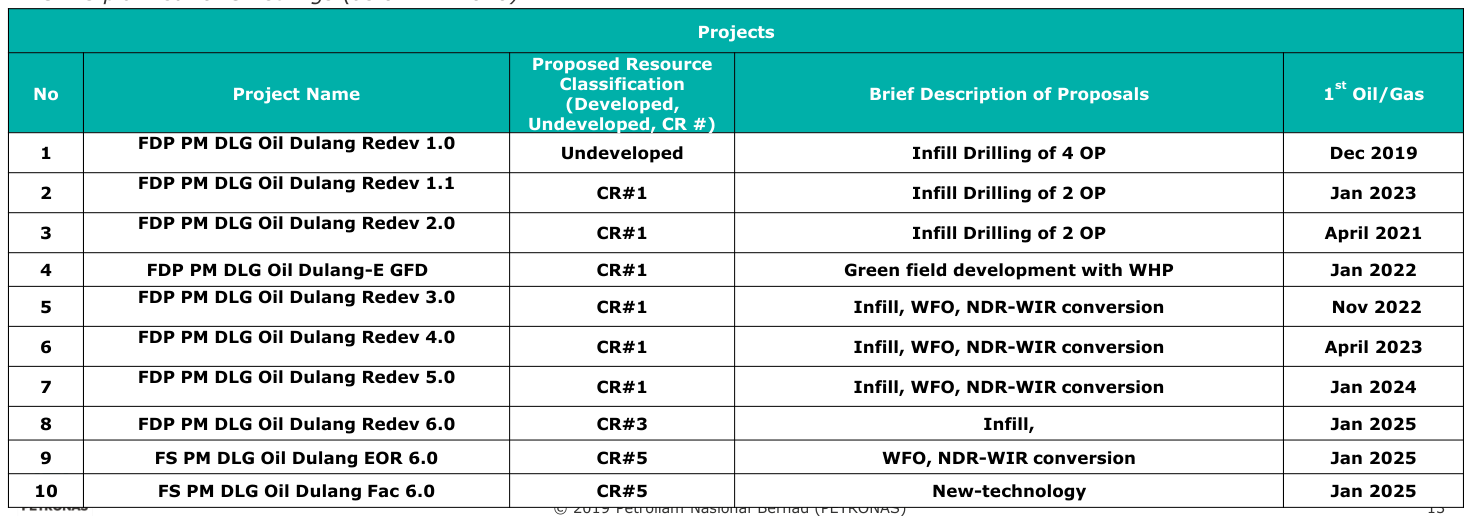 Projects
No Project Name Proposed Resource Classification (Developed, Undeveloped, CR #) Brief Description of Proposals 1st Oil/Gas
1 FDP PM DLG Oil Dulang Redev 1.0 Undeveloped Infill Drilling of 4 OP Dec 2019
2 FDP PM DLG Oil Dulang Redev 1.1 CR#1 Infill Drilling of 2 OP Jan 2023
3 FDP PM DLG Oil Dulang Redev 2.0 CR#1 Infill Drilling of 2 OP April 2021
4 FDP PM DLG Oil Dulang-E GFD CR#1 Green field development with WHP Jan 2022
5 FDP PM DLG Oil Dulang Redev 3.0 CR#1 Infill, WFO, NDR-WIR conversion Nov 2022
6 FDP PM DLG Oil Dulang Redev 4.0 CR#1 Infill, WFO, NDR-WIR conversion April 2023
7 FDP PM DLG Oil Dulang Redev 5.0 CR#1 Infill, WFO, NDR-WIR conversion Jan 2024
8 FDP PM DLG Oil Dulang Redev 6.0 CR#3 Infill, Jan 2025
9 FS PM DLG Oil Dulang EOR 6.0 CR#5 WFO, NDR-WIR conversion Jan 2025
10 FS PM DLG Oil Dulang Fac 6.0 CR#5 New-technology Jan 2025
PETRONAS © 2019 Petroliam Nasional Berhad (PETRONAS)